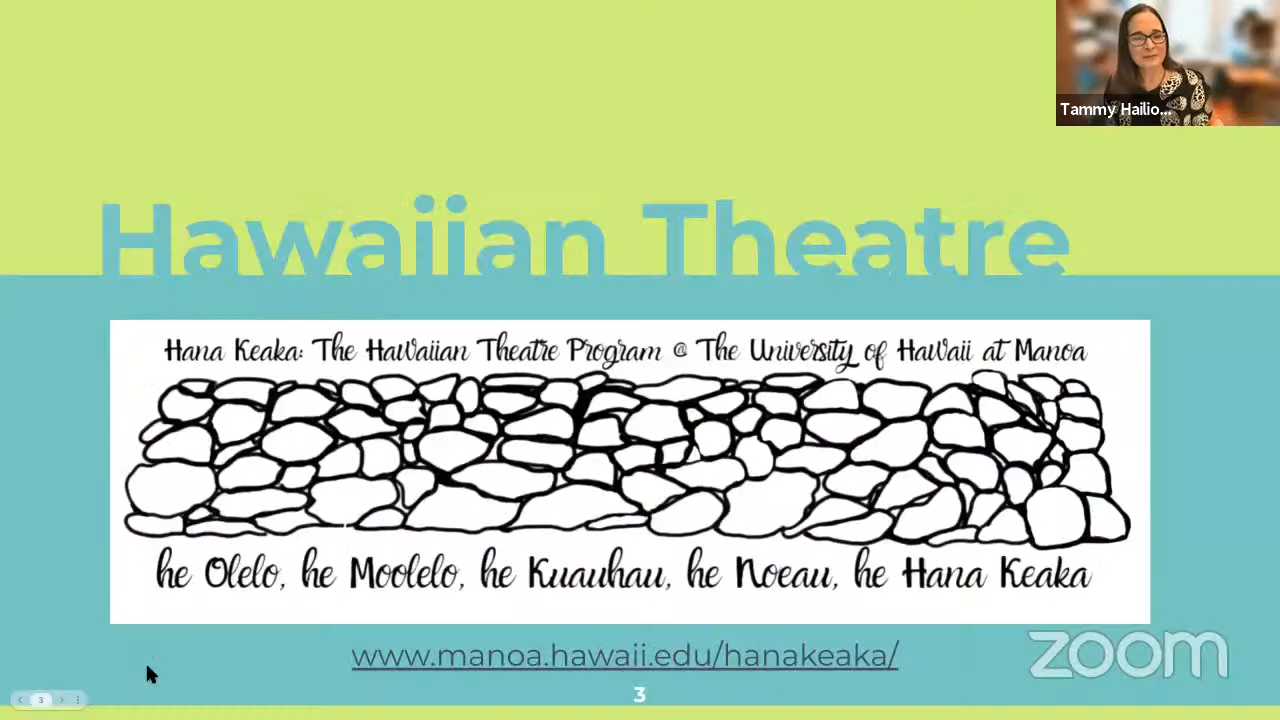 Tammy Hailio...
Hawaiian Theatre
Hana Keaka: The Hawaiian Theatre Program @ The University of Hawaii at Manoa
he Olelo, he Moolelo, he Kuauhau, he Noeau, he Hana Keaka
www.manoa.hawaii.edu/hanakeaka/
zoom
3
3